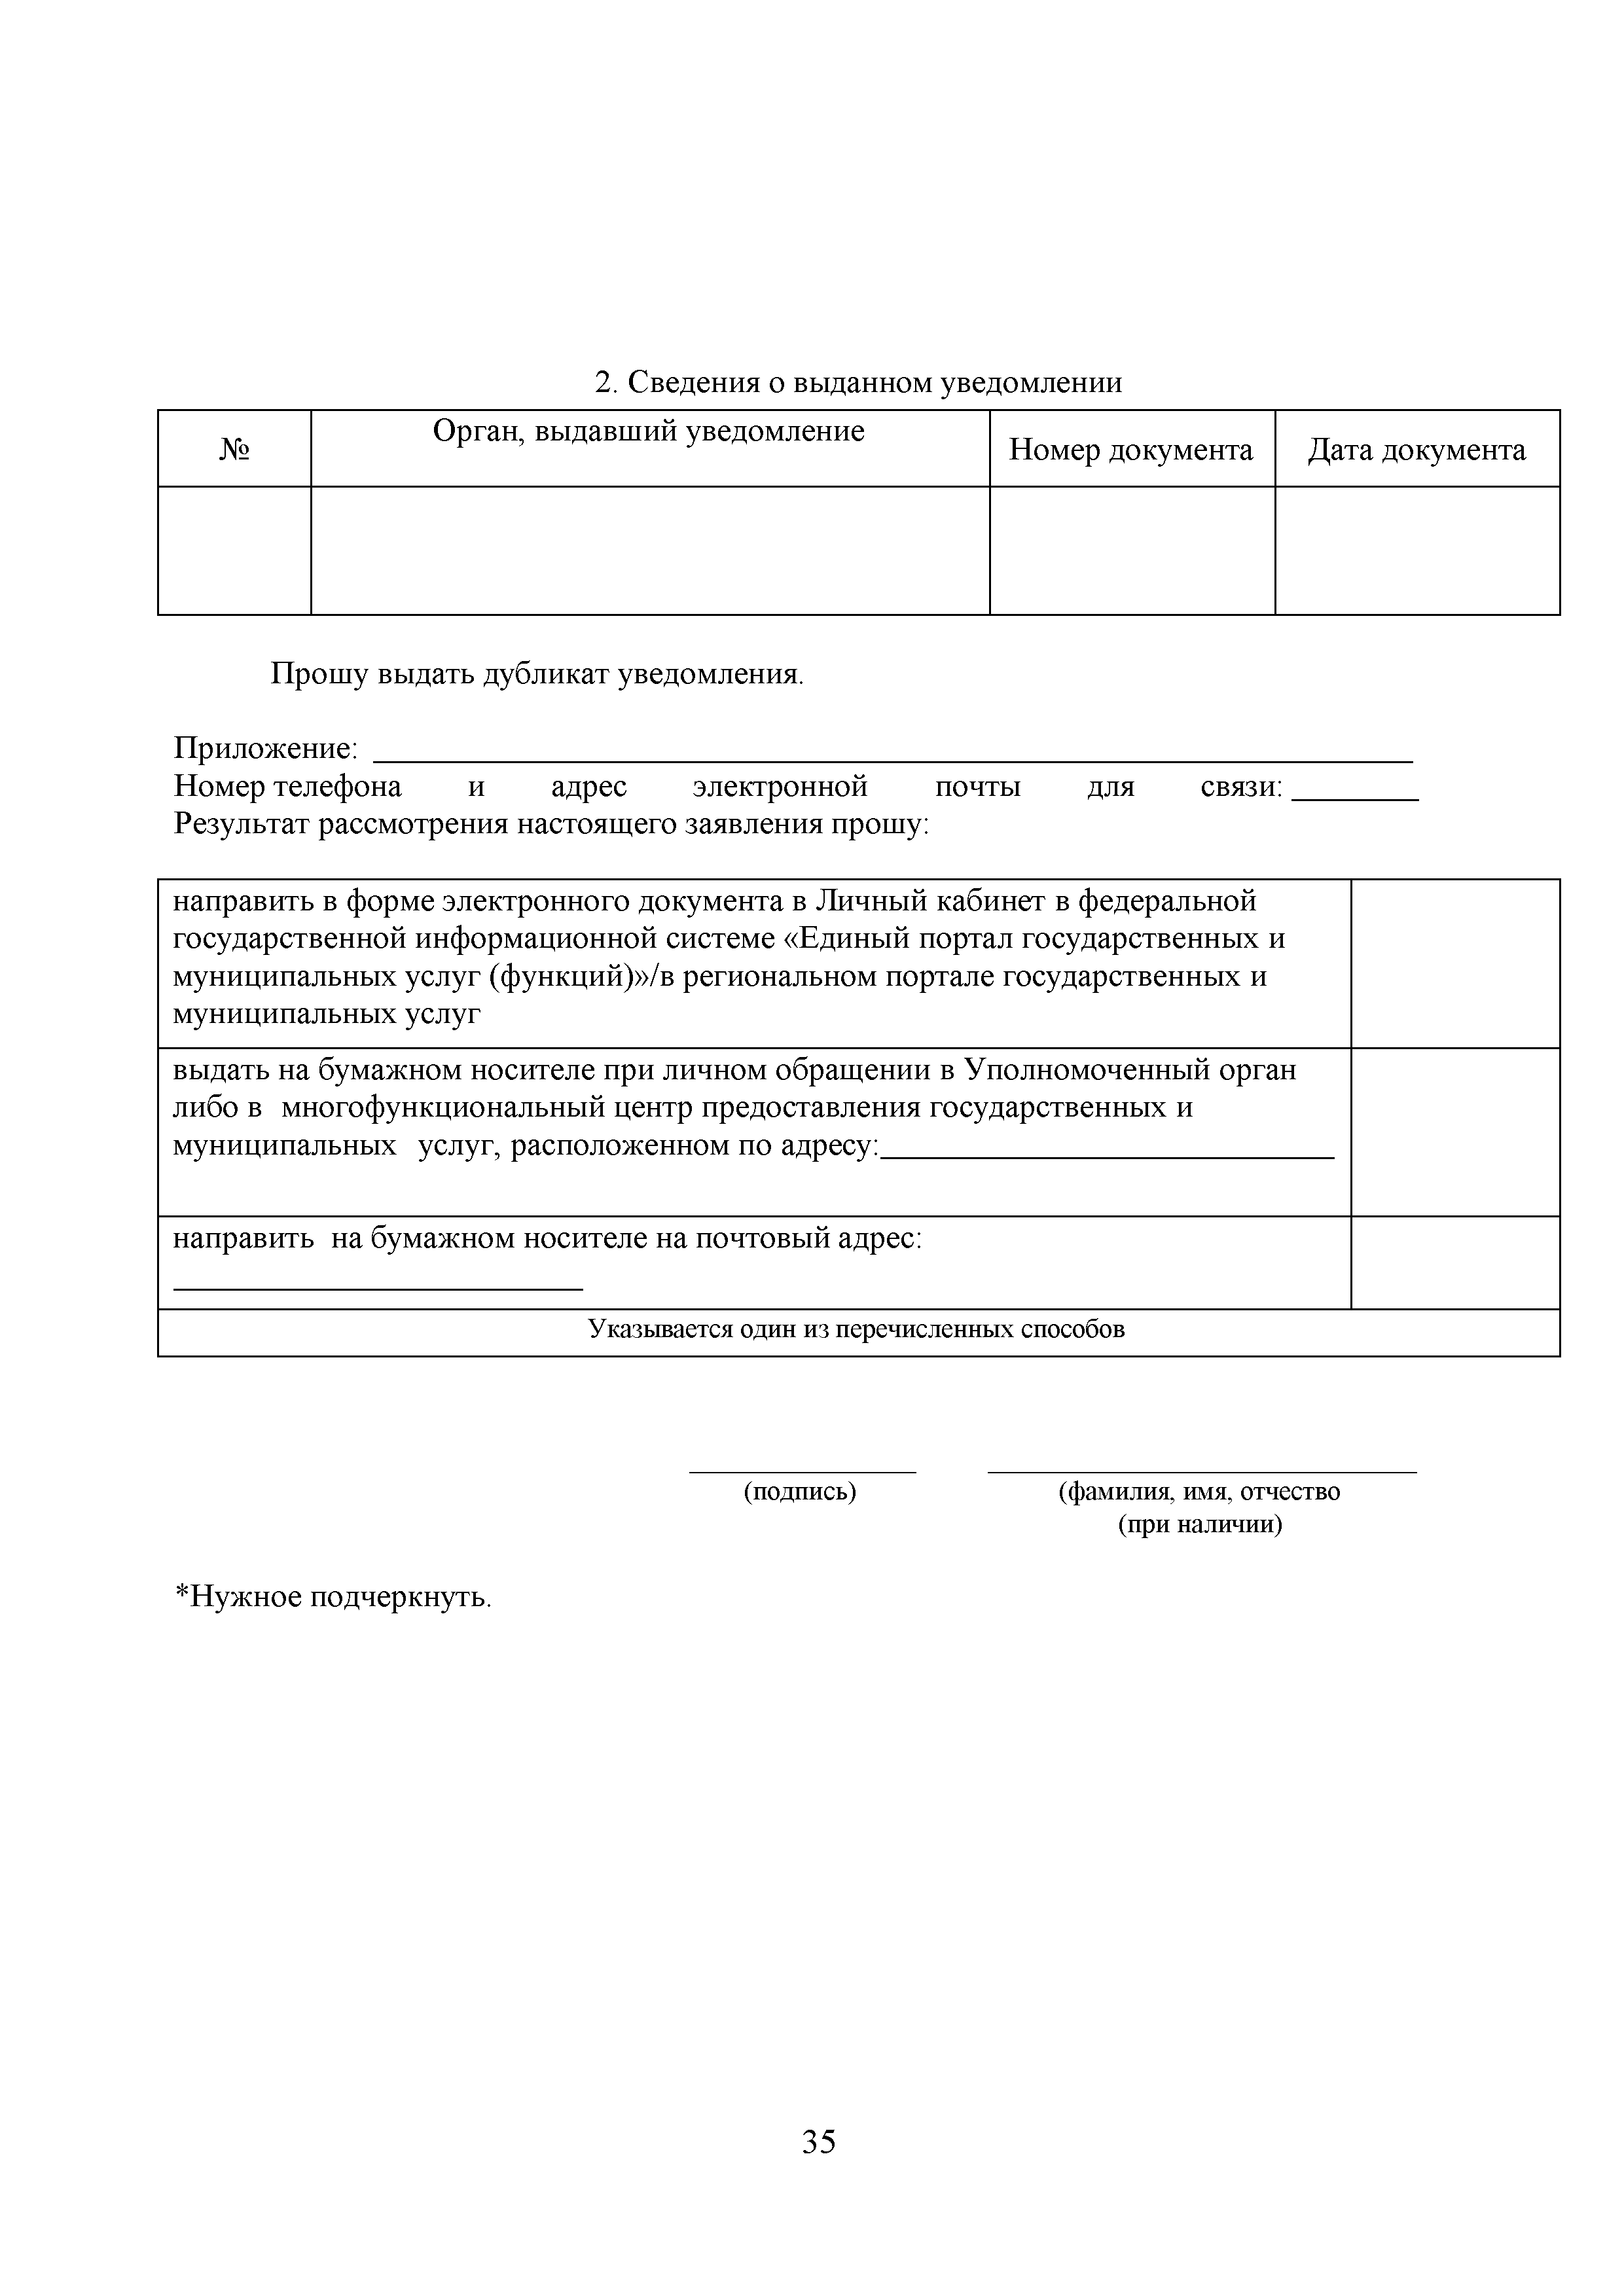 2. Сведения о выданном уведомлении
№
Орган, выдавший уведомление
Номер документа
Дата документа
Прошу выдать дубликат уведомления.
Приложение: ____________
Номер телефона и адрес электронной почты для связи: ________
Результат рассмотрения настоящего заявления прошу:
направить в форме электронного документа в Личный кабинет в федеральной
государственной информационной системе «Единый портал государственных и
муниципальных услуг (функций)»/в региональном портале государственных и
муниципальных услуг
выдать на бумажном носителе при личном обращении в Уполномоченный орган
либо в многофункциональный центр предоставления государственных и
муниципальных услуг, расположенном по адресу:____________
направить на бумажном носителе на почтовый адрес:
____________
Указывается один из перечисленных способов
(подпись)
(фамилия, имя, отчество
(при наличии)
*Нужное подчеркнуть.
35